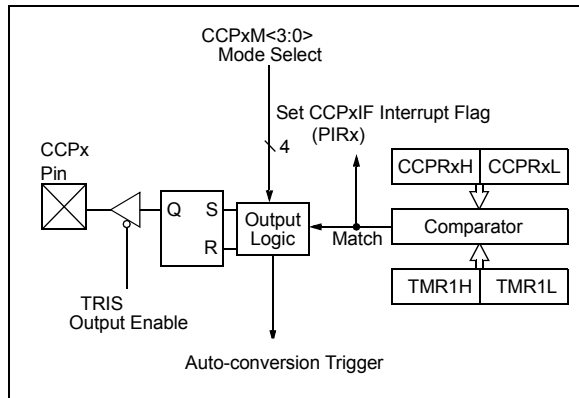 CCPxM<3:0>
Mode Select
Set CCPxIF Interrupt Flag
(PIRx)
4
CCPx
Pin
CCPRxH CCPRxL
Q S
R
Output
Logic
Match
Comparator
TRIS
Output Enable
TMR1H TMR1L
Auto-conversion Trigger